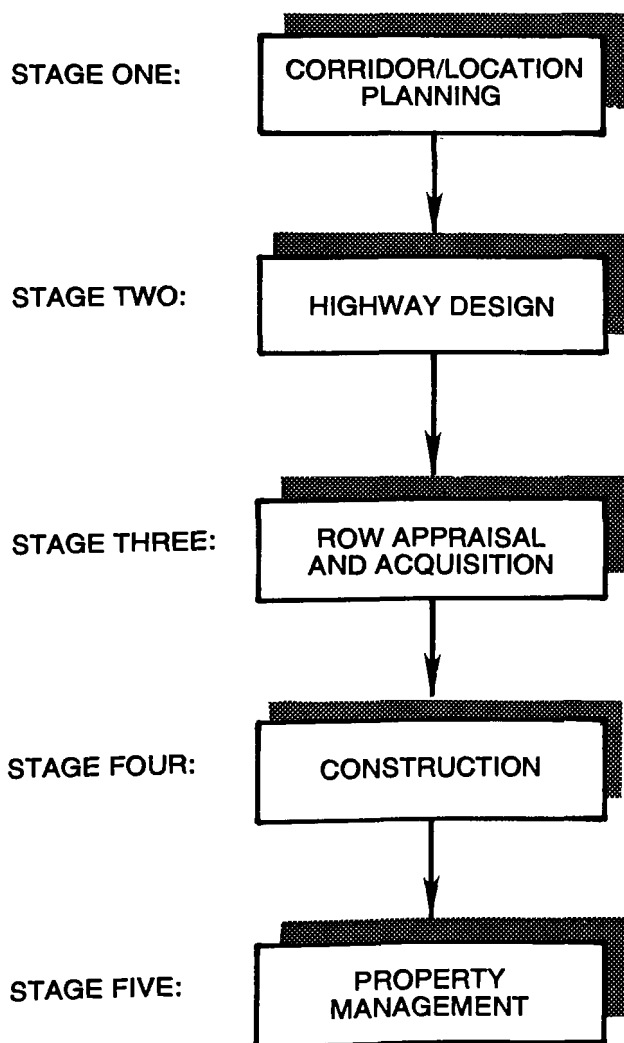 STAGE ONE:
CORRIDOR/LOCATION
PLANNING
STAGE TWO:
HIGHWAY DESIGN
STAGE THREE:
ROW APPRAISAL
AND ACQUISITION
STAGE FOUR:
CONSTRUCTION
STAGE FIVE:
PROPERTY
MANAGEMENT